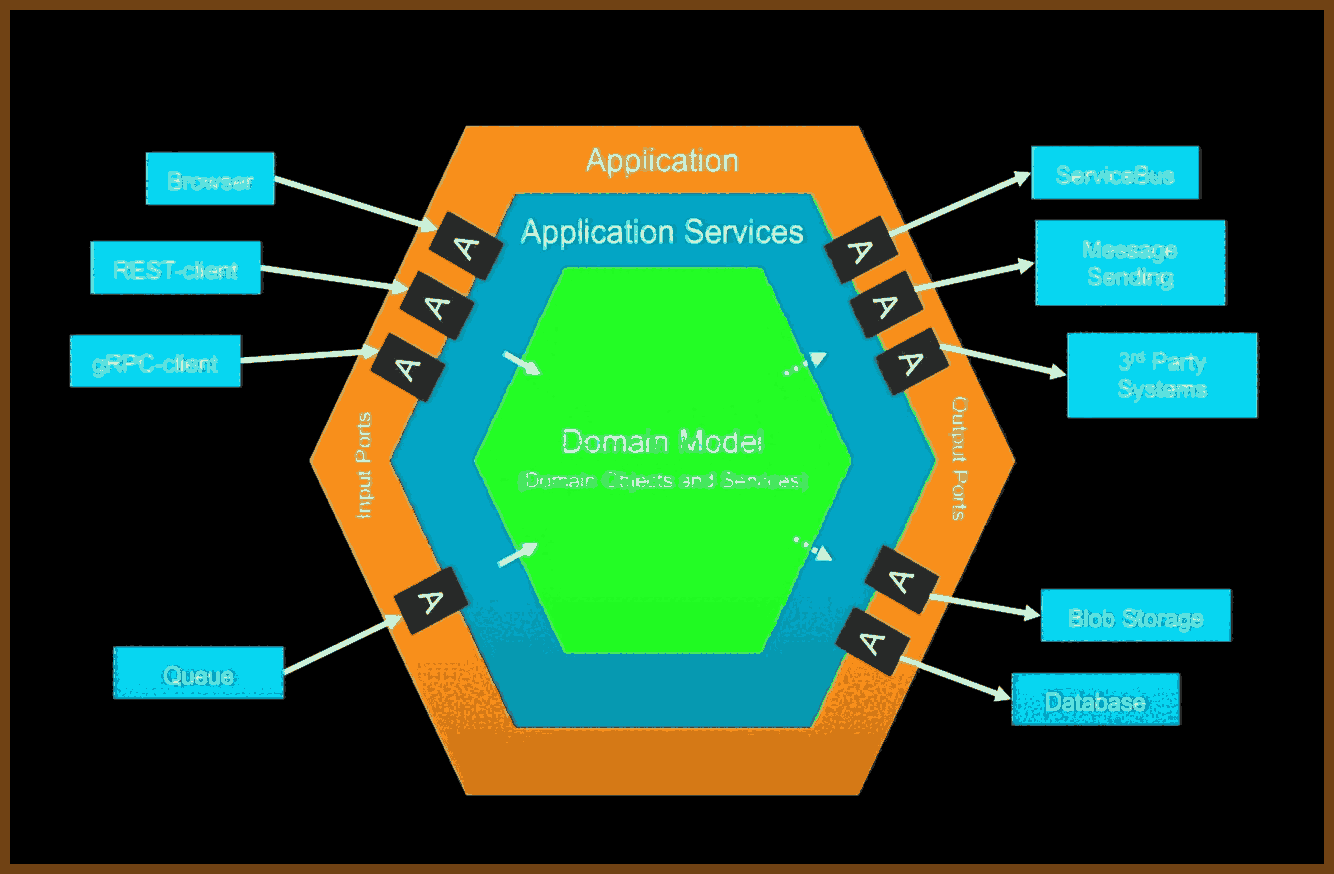 Application
Application Services
Browser
REST-client
gRPC-client
Queue
A
A
A
A
Input Ports
Domain Model
(Domain Objects and Services)
A
A
A
A
A
Output Ports
ServiceBus
Message
Sending
3rd Party
Systems
Blob Storage
Database